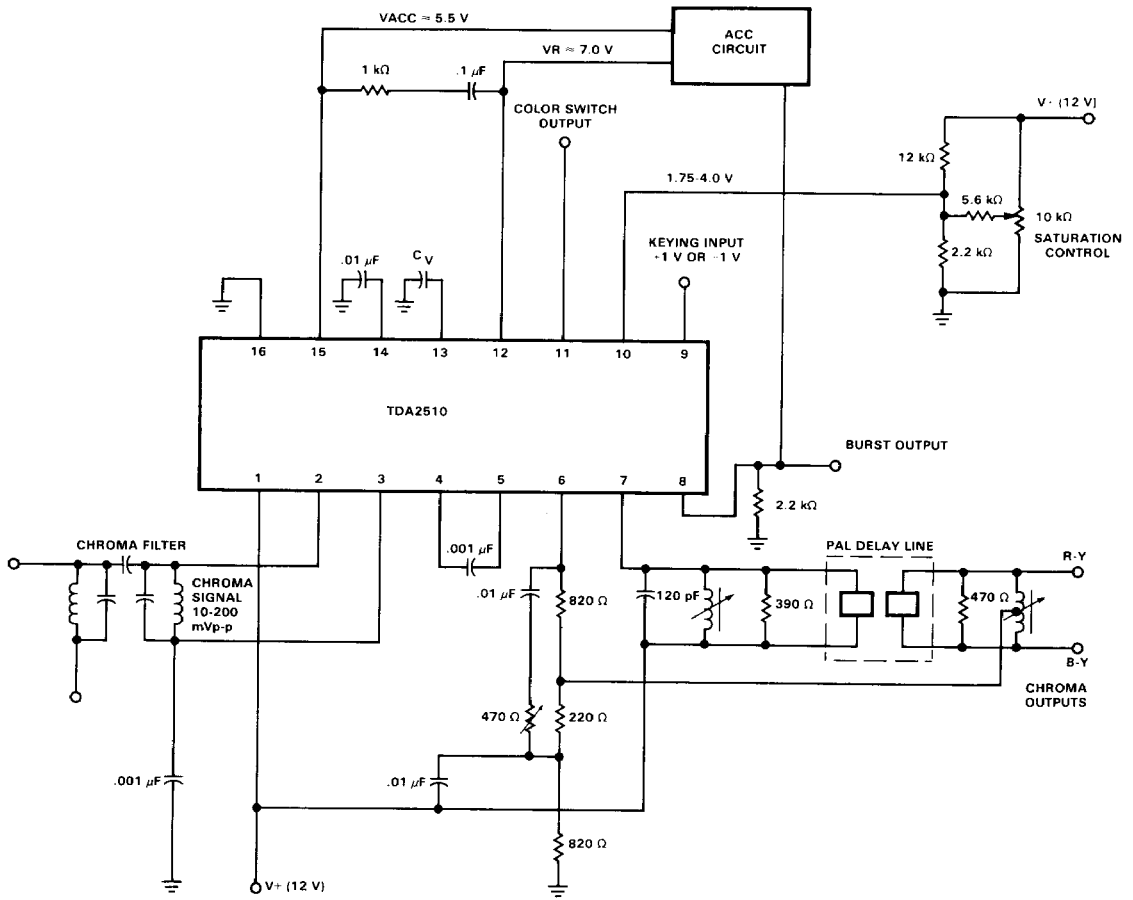 VACC ≈ 5.5 V
ACC
CIRCUIT
VR ≈ 7.0 V
1 kΩ
.1 µF
COLOR SWITCH
OUTPUT
V- (12 V)
12 kΩ
1.75-4.0 V
5.6 kΩ
10 kΩ
SATURATION
CONTROL
2.2 kΩ
KEYING INPUT
+1 V OR -1 V
.01 µF
CV
16 15 14 13 12 11 10 9
TDA2510
1 2 3 4 5 6 7 8
BURST OUTPUT
2.2 kΩ
CHROMA FILTER
CHROMA
SIGNAL
10-200
mVp-p
.001 µF
.01 µF
820 Ω
120 pF
390 Ω
PAL DELAY LINE
470 Ω
R-Y
B-Y
CHROMA
OUTPUTS
470 Ω
220 Ω
.001 µF
.01 µF
820 Ω
V+ (12 V)